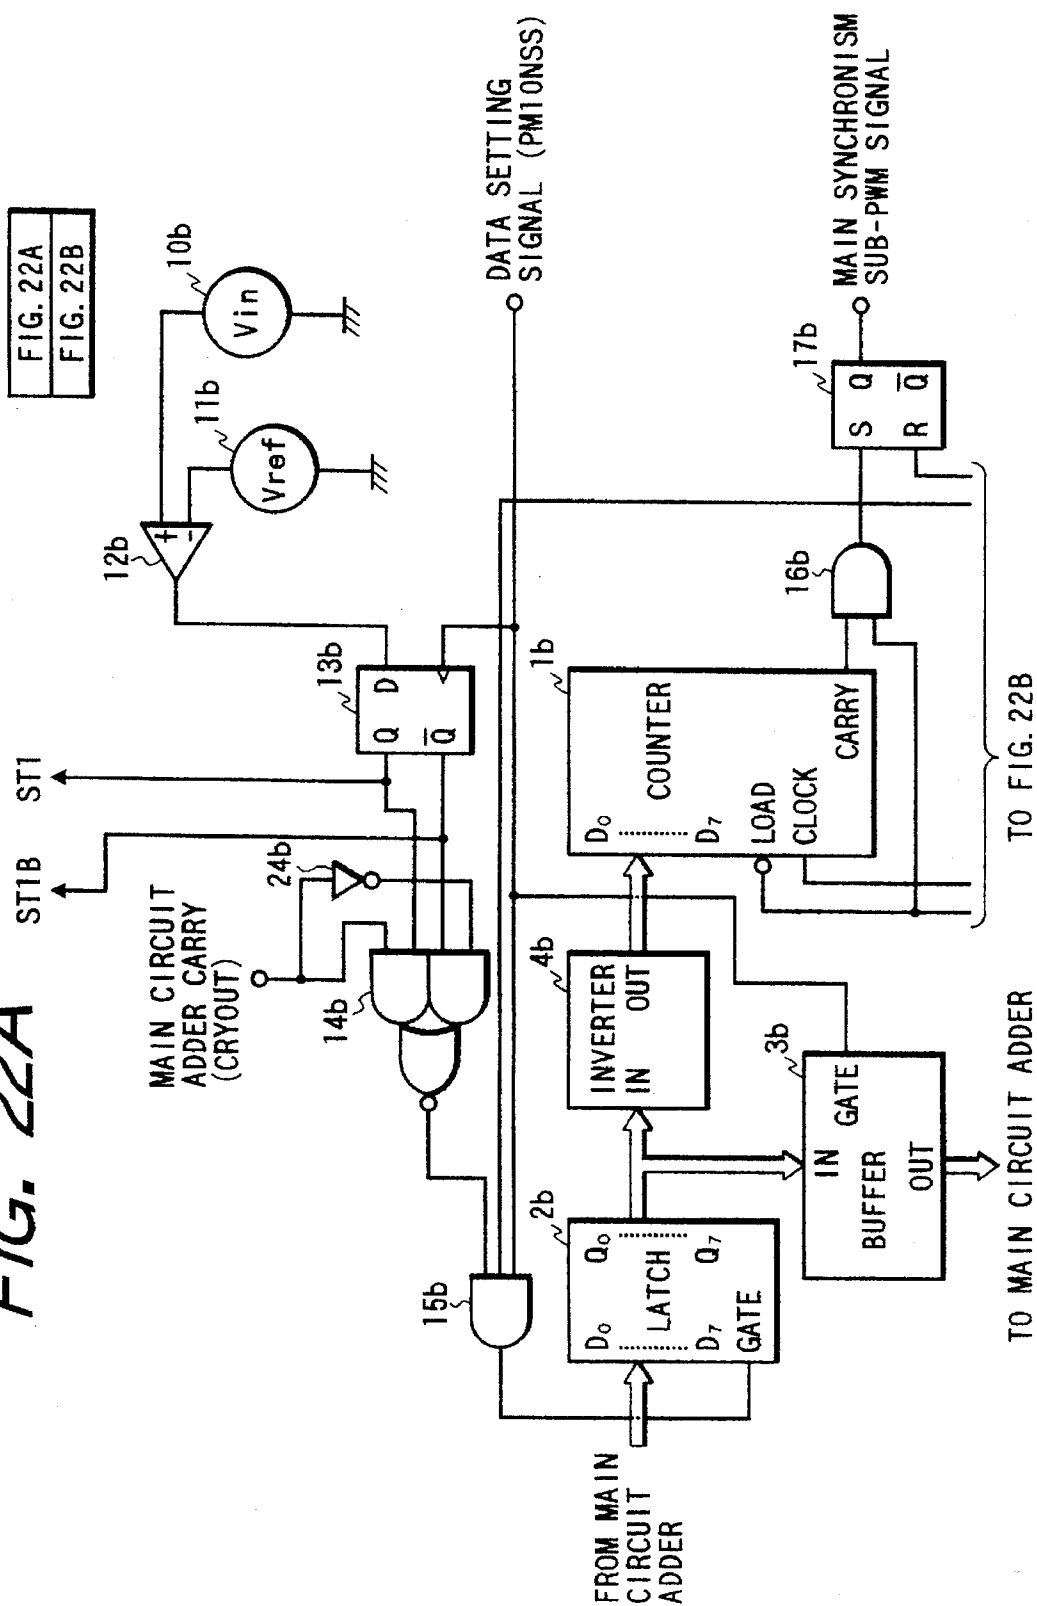 FIG. 22A
FIG. 22A
FIG. 22B
ST1B
ST1
MAIN CIRCUIT
ADDER CARRY
(CRYOUT)
24b
14b
13b
Q
D
Q̅
12b
+
-
11b
Vref
10b
Vin
15b
DATA SETTING
SIGNAL (PM10NSS)
FROM MAIN
CIRCUIT
ADDER
2b
D0
Q0
LATCH
D7
Q7
GATE
4b
INVERTER
IN
OUT
3b
IN
GATE
BUFFER
OUT
TO MAIN CIRCUIT ADDER
1b
D0
COUNTER
D7
LOAD
CLOCK
CARRY
16b
17b
S
Q
R
Q̅
MAIN SYNCHRONISM
SUB-PWM SIGNAL
TO FIG. 22B